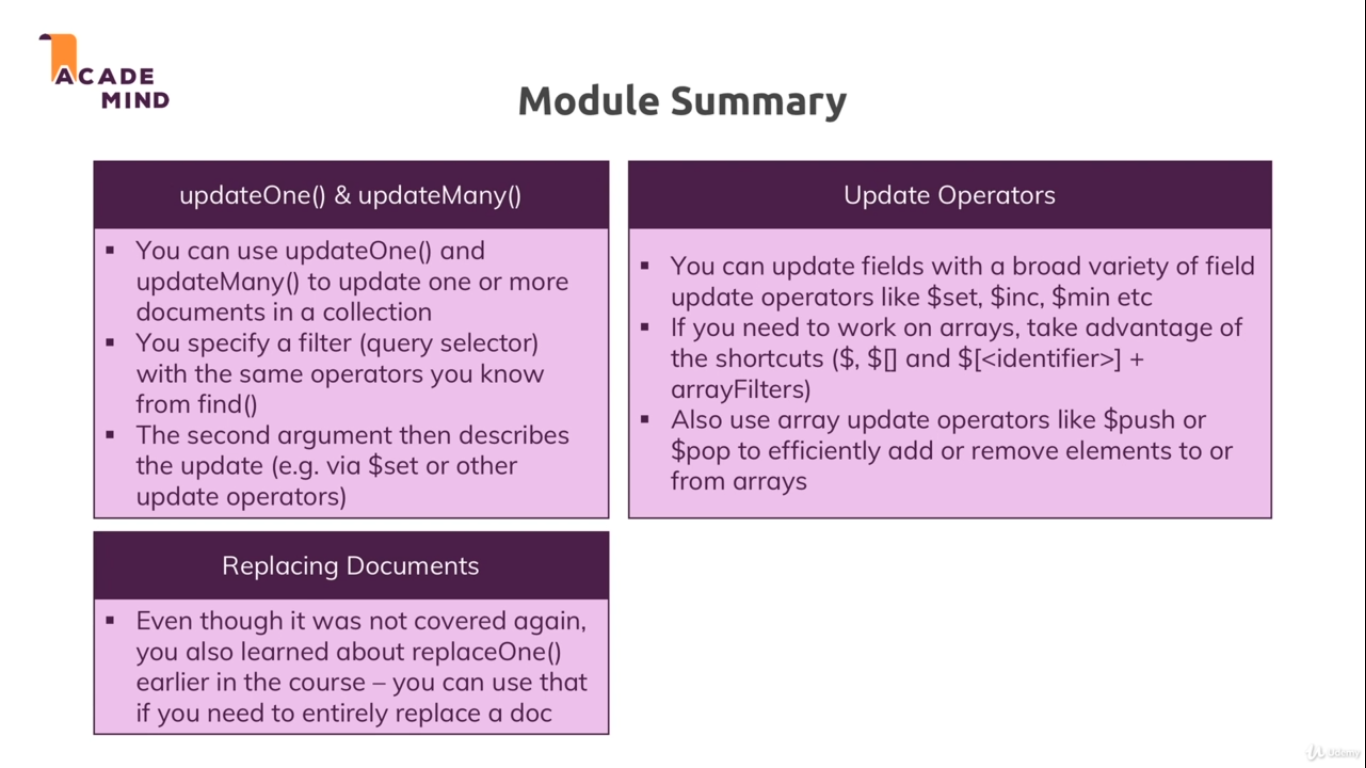 ACADE
MIND
Module Summary
updateOne() & updateMany()
▪ You can use updateOne() and
updateMany() to update one or more
documents in a collection
▪ You specify a filter (query selector)
with the same operators you know
from find()
▪ The second argument then describes
the update (e.g. via $set or other
update operators)
Update Operators
▪ You can update fields with a broad variety of field
update operators like $set, $inc, $min etc
▪ If you need to work on arrays, take advantage of
the shortcuts ($, $[] and $[<identifier>] +
arrayFilters)
▪ Also use array update operators like $push or
$pop to efficiently add or remove elements to or
from arrays
Replacing Documents
▪ Even though it was not covered again,
you also learned about replaceOne()
earlier in the course – you can use that
if you need to entirely replace a doc
Udemy